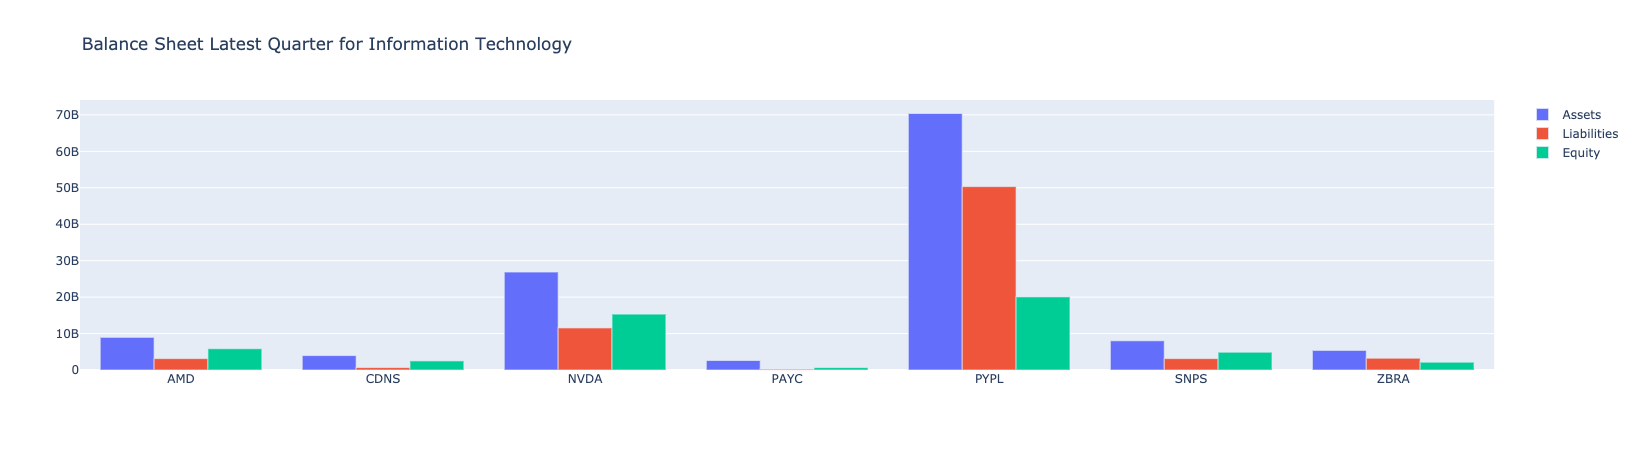 Balance Sheet Latest Quarter for Information Technology
70B
60B
50B
40B
30B
20B
10B
0
AMD CDNS NVDA PAYC PYPL SNPS ZBRA
Assets
Liabilities
Equity